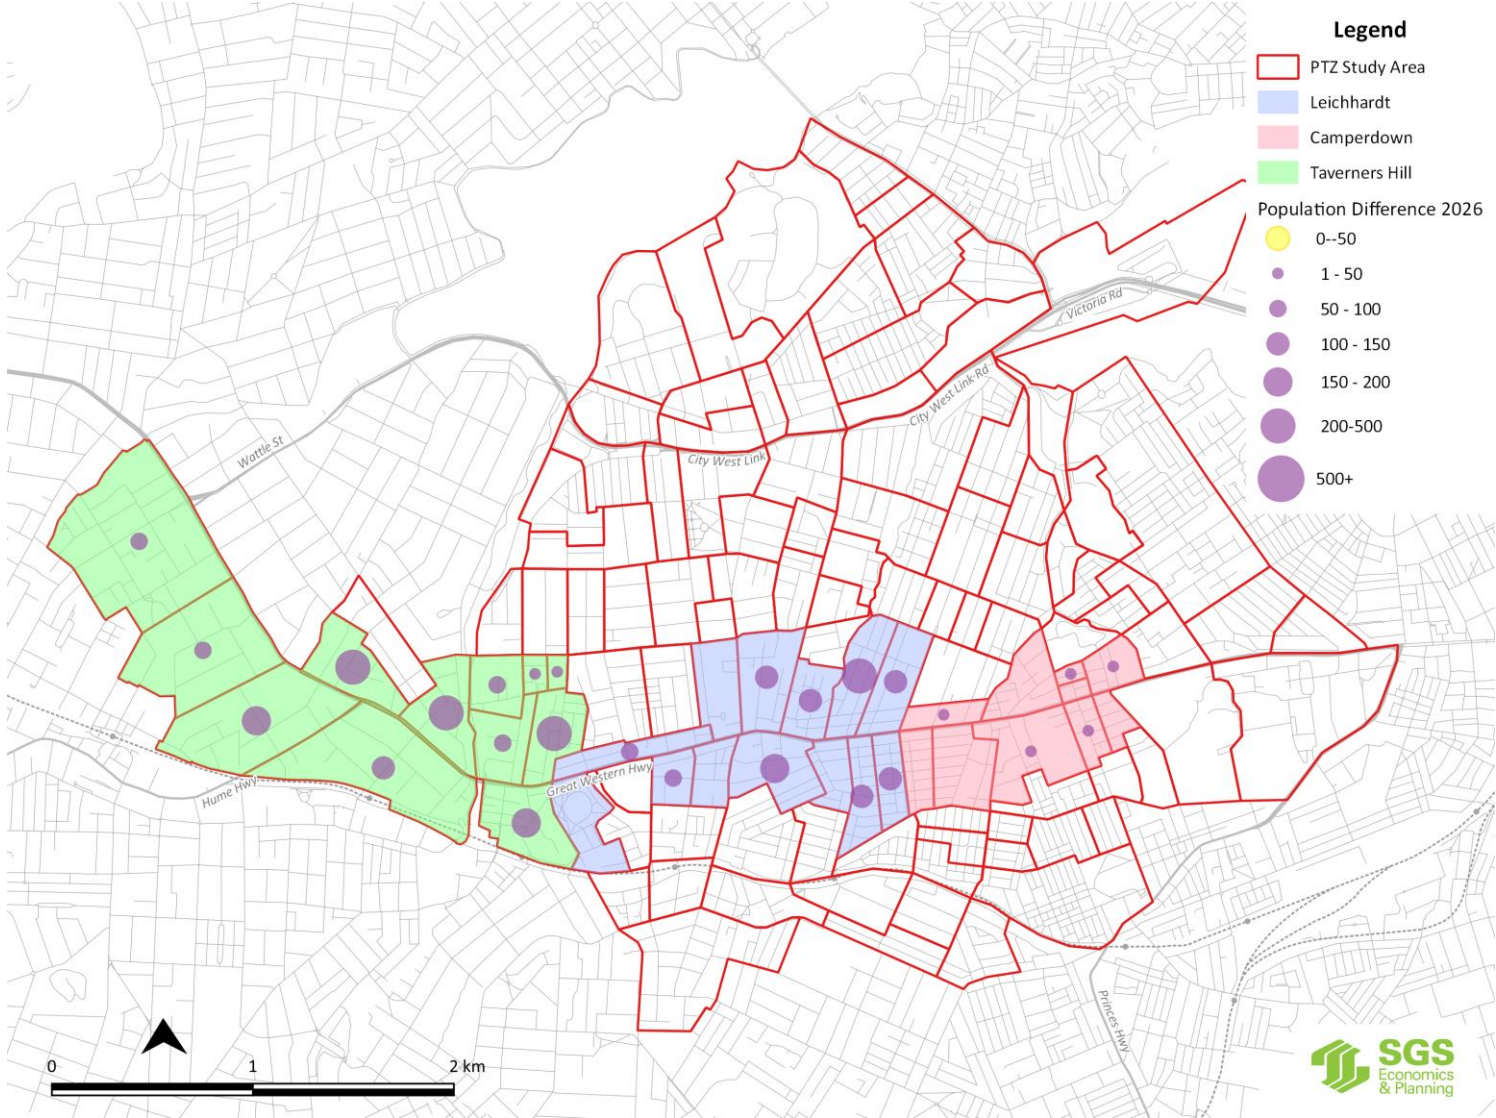 Legend
PTZ Study Area
Leichhardt
Camperdown
Taverners Hill
Population Difference 2026
0--50
1 - 50
50 - 100
100 - 150
150 - 200
200-500
500+
Victoria Rd
City West Link Rd
Wattle St
City West Link
Great Western Hwy
Hume Hwy
Princes Hwy
0 1 2 km
SGS
Economics
& Planning